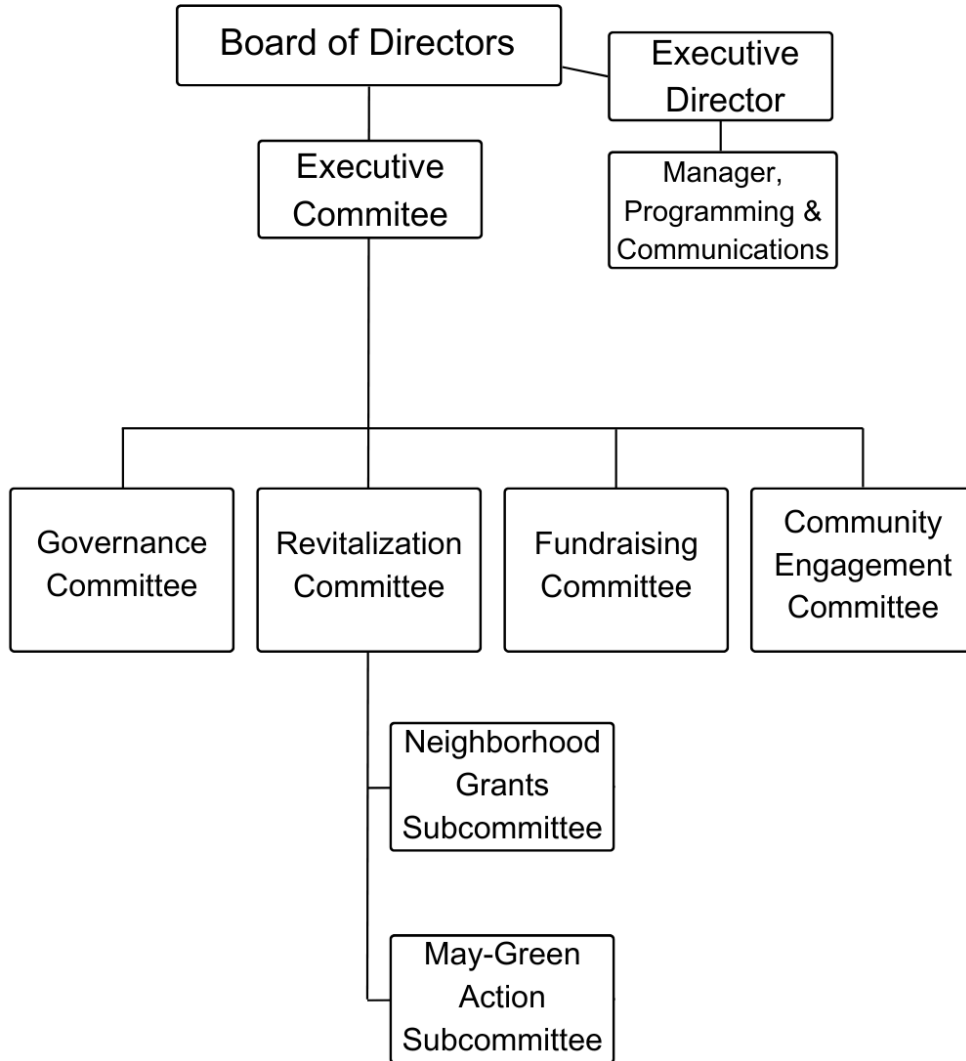 Board of Directors
Executive
Director
Executive
Commitee
Manager,
Programming &
Communications
Governance
Committee
Revitalization
Committee
Fundraising
Committee
Community
Engagement
Committee
Neighborhood
Grants
Subcommittee
May-Green
Action
Subcommittee